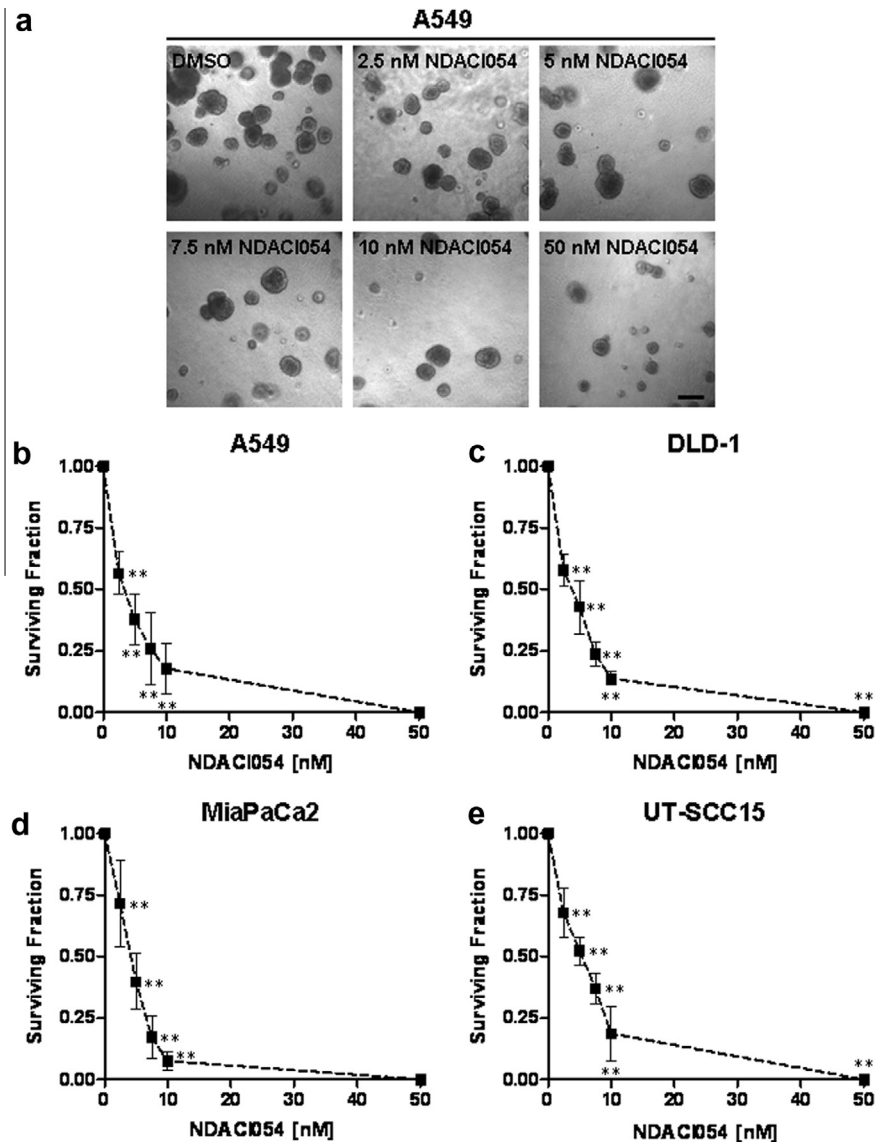 a
A549
DMSO
2.5 nM NDACI054
5 nM NDACI054
7.5 nM NDACI054
10 nM NDACI054
50 nM NDACI054
b
A549
1.00
0.75
0.50
0.25
0.00
Surviving Fraction
**
**
**
**
0 10 20 30 40 50
NDACI054 [nM]
c
DLD-1
1.00
0.75
0.50
0.25
0.00
Surviving Fraction
**
**
**
**
**
0 10 20 30 40 50
NDACI054 [nM]
d
MiaPaCa2
1.00
0.75
0.50
0.25
0.00
Surviving Fraction
**
**
**
**
0 10 20 30 40 50
NDACI054 [nM]
e
UT-SCC15
1.00
0.75
0.50
0.25
0.00
Surviving Fraction
**
**
**
**
**
0 10 20 30 40 50
NDACI054 [nM]